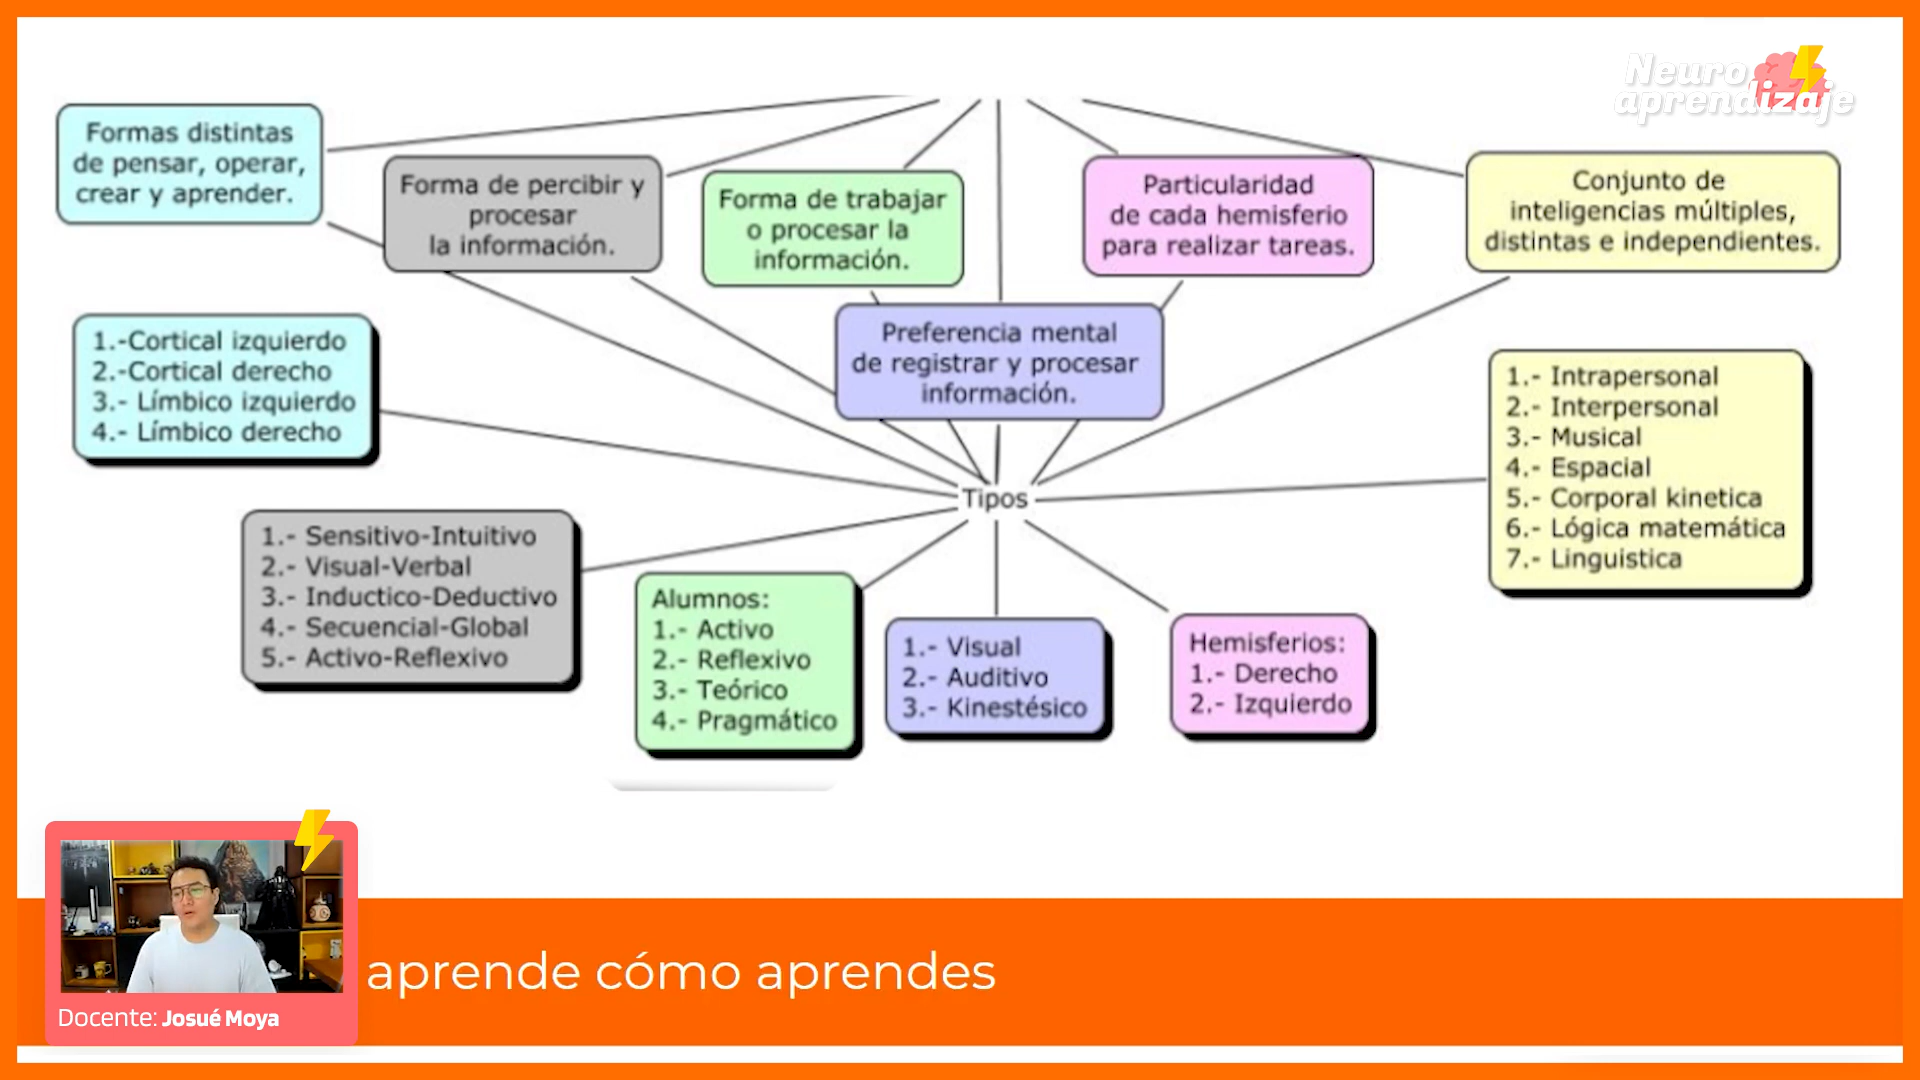 Neuro
aprendizaje
Formas distintas
de pensar, operar,
crear y aprender.
Forma de percibir y
procesar
la información.
Forma de trabajar
o procesar la
información.
Particularidad
de cada hemisferio
para realizar tareas.
Conjunto de
inteligencias múltiples,
distintas e independientes.
Preferencia mental
de registrar y procesar
información.
1.-Cortical izquierdo
2.-Cortical derecho
3.- Límbico izquierdo
4.- Límbico derecho
Tipos
1.- Intrapersonal
2.- Interpersonal
3.- Musical
4.- Espacial
5.- Corporal kinetica
6.- Lógica matemática
7.- Linguistica
1.- Sensitivo-Intuitivo
2.- Visual-Verbal
3.- Inductico-Deductivo
4.- Secuencial-Global
5.- Activo-Reflexivo
Alumnos:
1.- Activo
2.- Reflexivo
3.- Teórico
4.- Pragmático
1.- Visual
2.- Auditivo
3.- Kinestésico
Hemisferios:
1.- Derecho
2.- Izquierdo
aprende cómo aprendes
Docente: Josué Moya